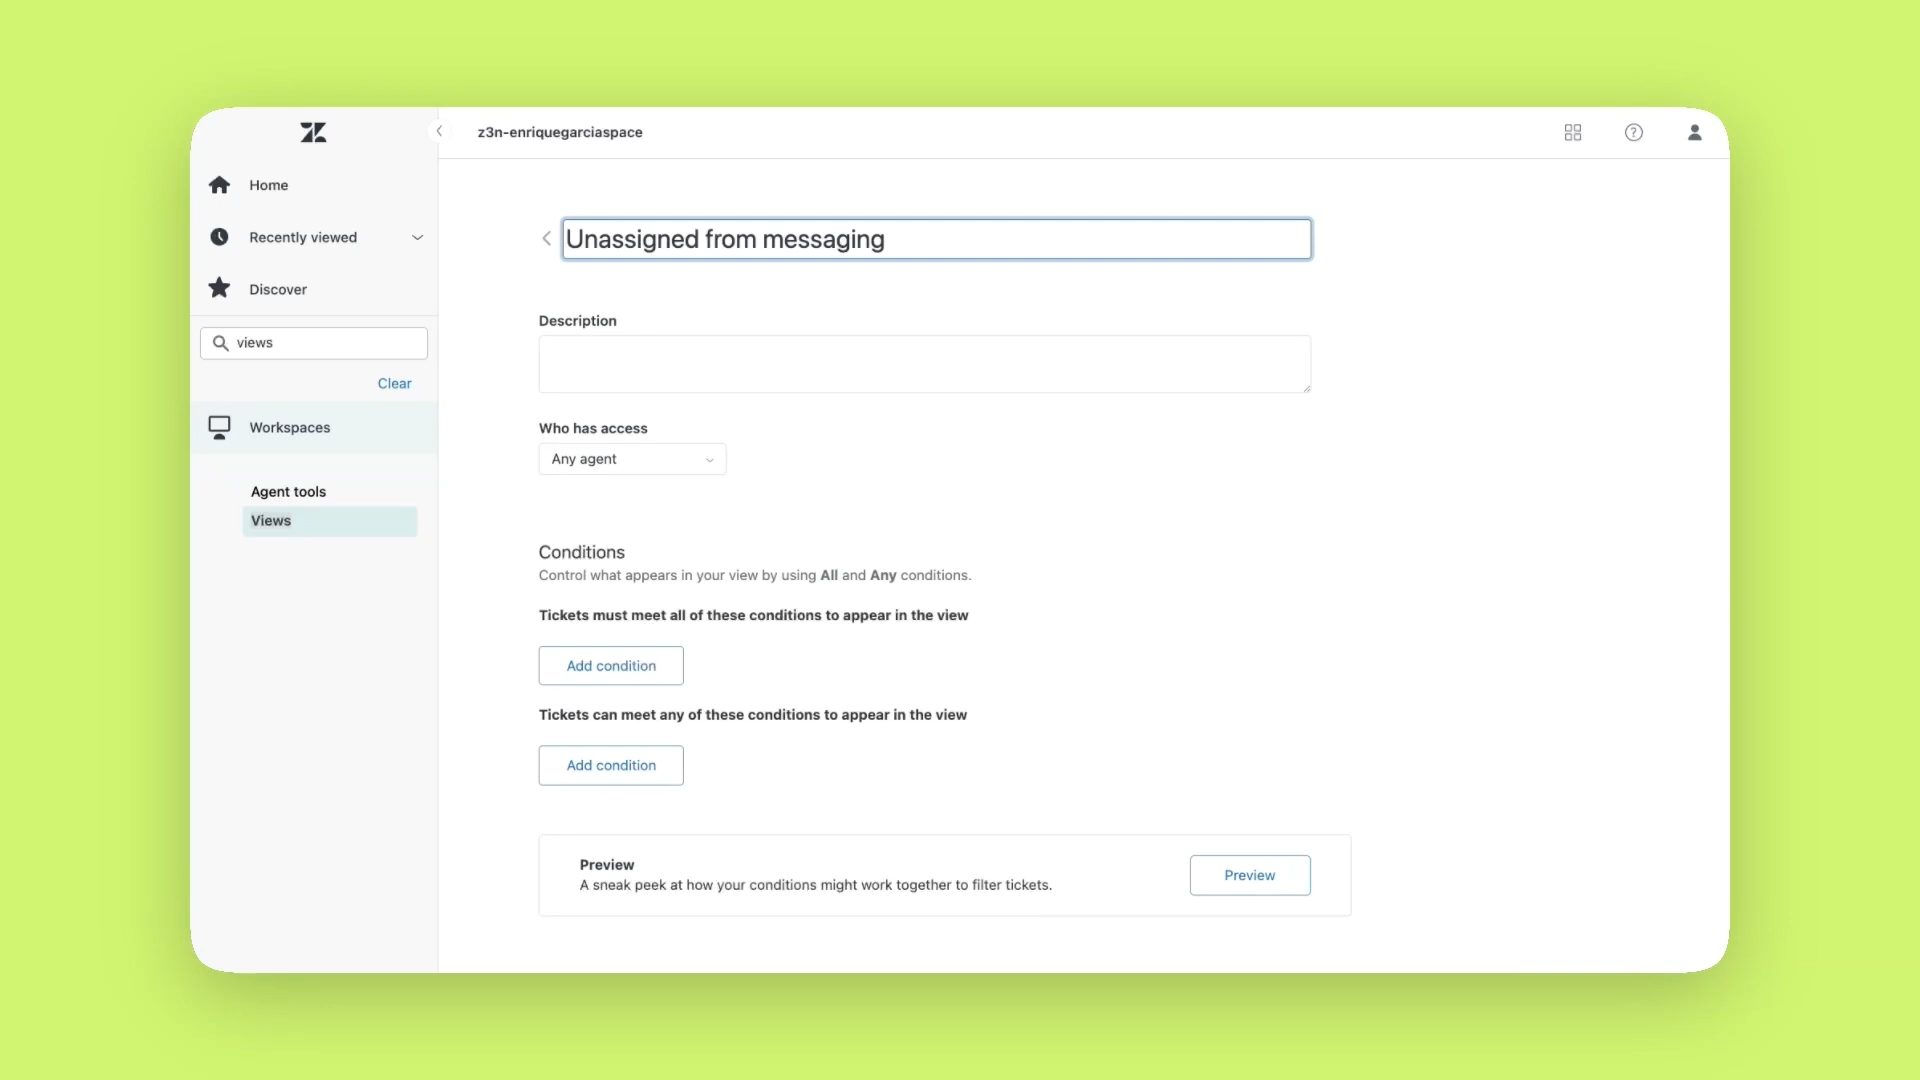 z3n-enriquegarciaspace
Home
Recently viewed
Discover
views
Clear
Workspaces
Agent tools
Views
Unassigned from messaging
Description
Who has access
Any agent
Conditions
Control what appears in your view by using All and Any conditions.
Tickets must meet all of these conditions to appear in the view
Add condition
Tickets can meet any of these conditions to appear in the view
Add condition
Preview
A sneak peek at how your conditions might work together to filter tickets.
Preview